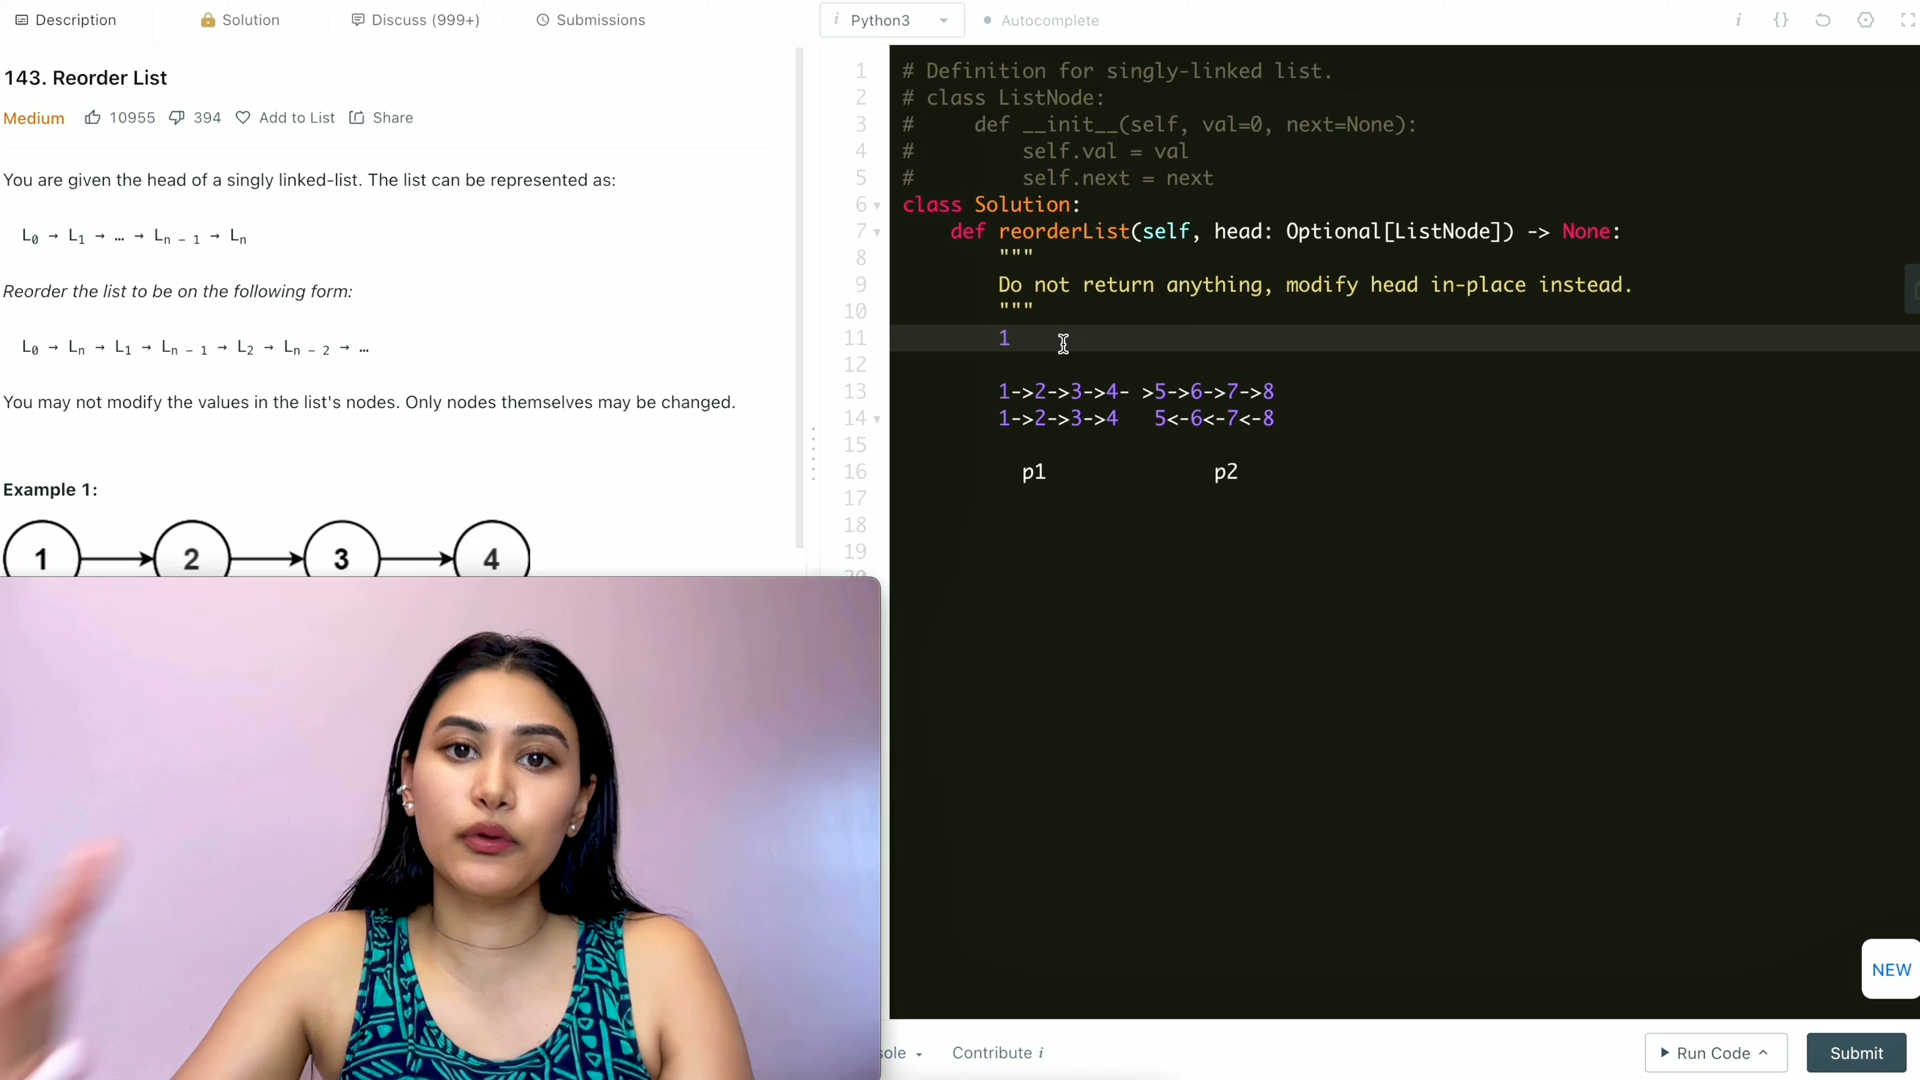 Description
Solution
Discuss (999+)
Submissions
i Python3
Autocomplete
i {}
143. Reorder List
Medium 10955 394 Add to List Share
You are given the head of a singly linked-list. The list can be represented as:
L0 → L1 → … → Ln - 1 → Ln
Reorder the list to be on the following form:
L0 → Ln → L1 → Ln - 1 → L2 → Ln - 2 → …
You may not modify the values in the list's nodes. Only nodes themselves may be changed.
Example 1:
1 2 3 4
1 # Definition for singly-linked list.
2 # class ListNode:
3 #     def __init__(self, val=0, next=None):
4 #         self.val = val
5 #         self.next = next
6 class Solution:
7     def reorderList(self, head: Optional[ListNode]) -> None:
8         """
9         Do not return anything, modify head in-place instead.
10         """
11         1
12
13         1->2->3->4- >5->6->7->8
14         1->2->3->4   5<-6<-7<-8
15
16           p1              p2
17
18
19
NEW
Contribute i
Run Code
Submit